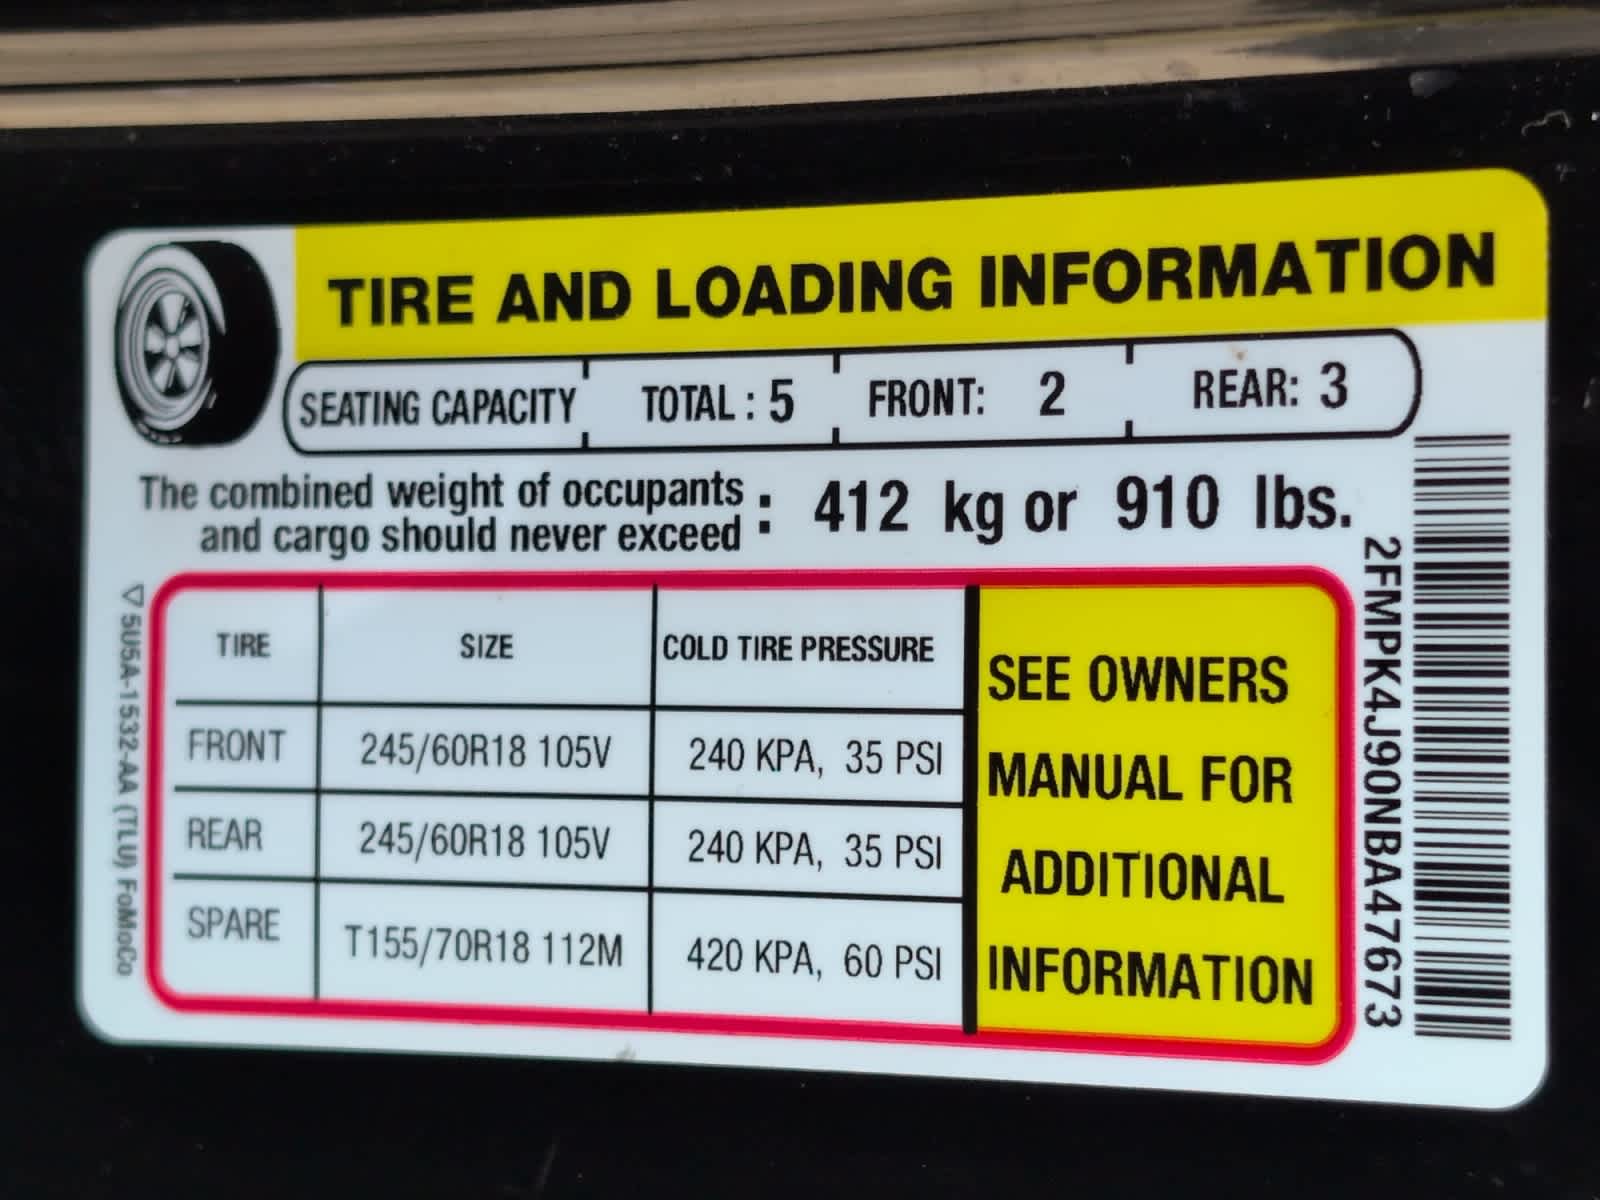 TIRE AND LOADING INFORMATION
SEATING CAPACITY TOTAL : 5 FRONT: 2 REAR: 3
The combined weight of occupants
and cargo should never exceed : 412 kg or 910 lbs.
TIRE SIZE COLD TIRE PRESSURE
FRONT 245/60R18 105V 240 KPA, 35 PSI
REAR 245/60R18 105V 240 KPA, 35 PSI
SPARE T155/70R18 112M 420 KPA, 60 PSI
SEE OWNERS
MANUAL FOR
ADDITIONAL
INFORMATION
2FMPK4J90NBA47673
▽5U5A-1532-AA (TLU) FoMoCo